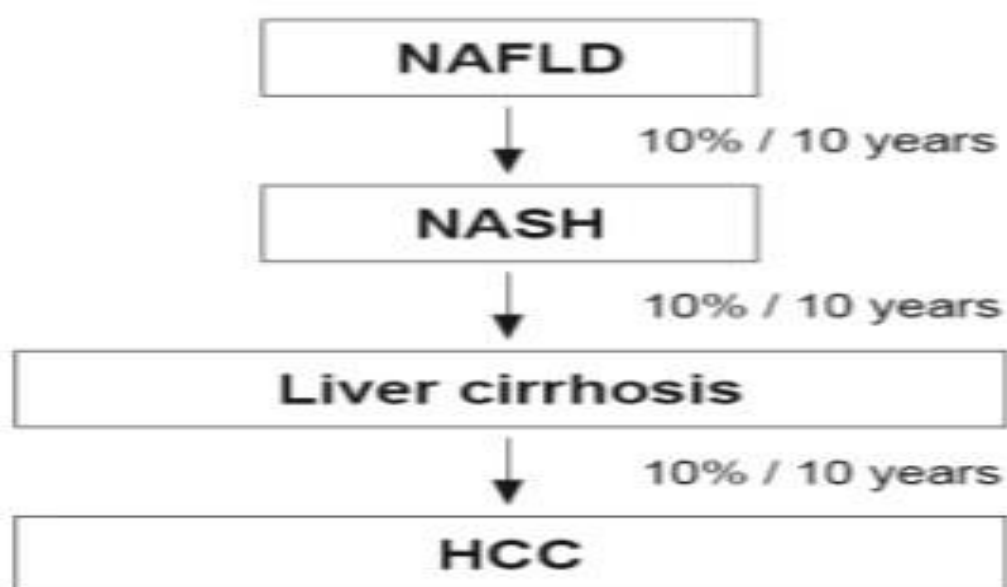 NAFLD
10% / 10 years
NASH
10% / 10 years
Liver cirrhosis
10% / 10 years
HCC